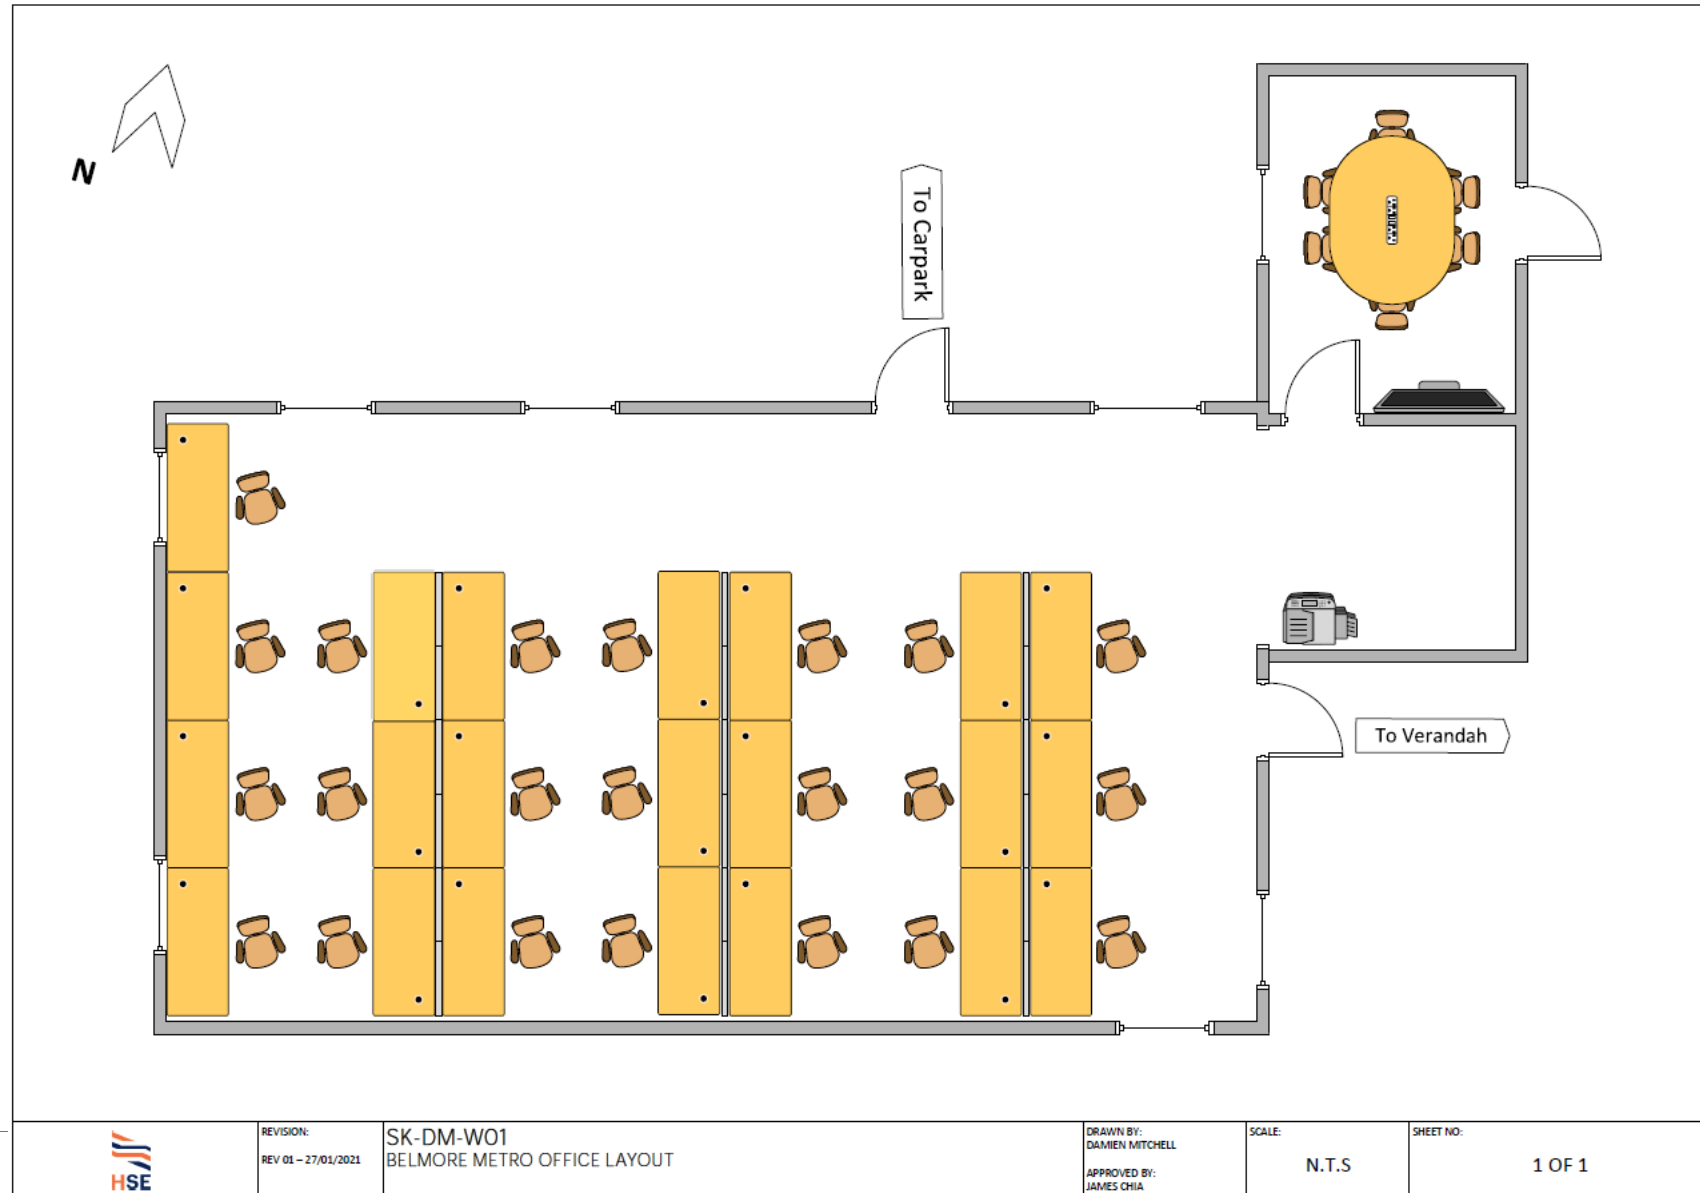 N
To Carpark
To Verandah
HSE
REVISION:
REV 01 – 27/01/2021
SK-DM-W01
BELMORE METRO OFFICE LAYOUT
DRAWN BY:
DAMIEN MITCHELL
APPROVED BY:
JAMES CHIA
SCALE:
N.T.S
SHEET NO:
1 OF 1